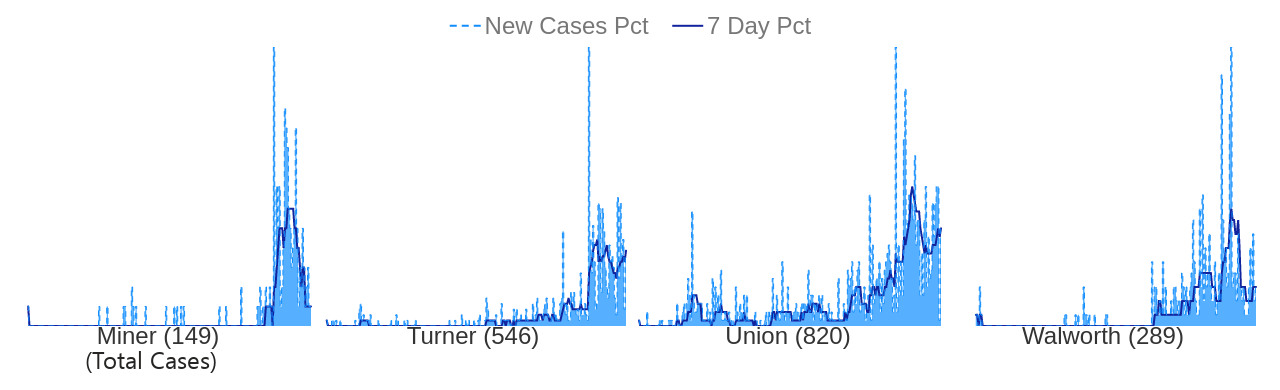 New Cases Pct 7 Day Pct
Miner (149) Turner (546) Union (820) Walworth (289)
(Total Cases)